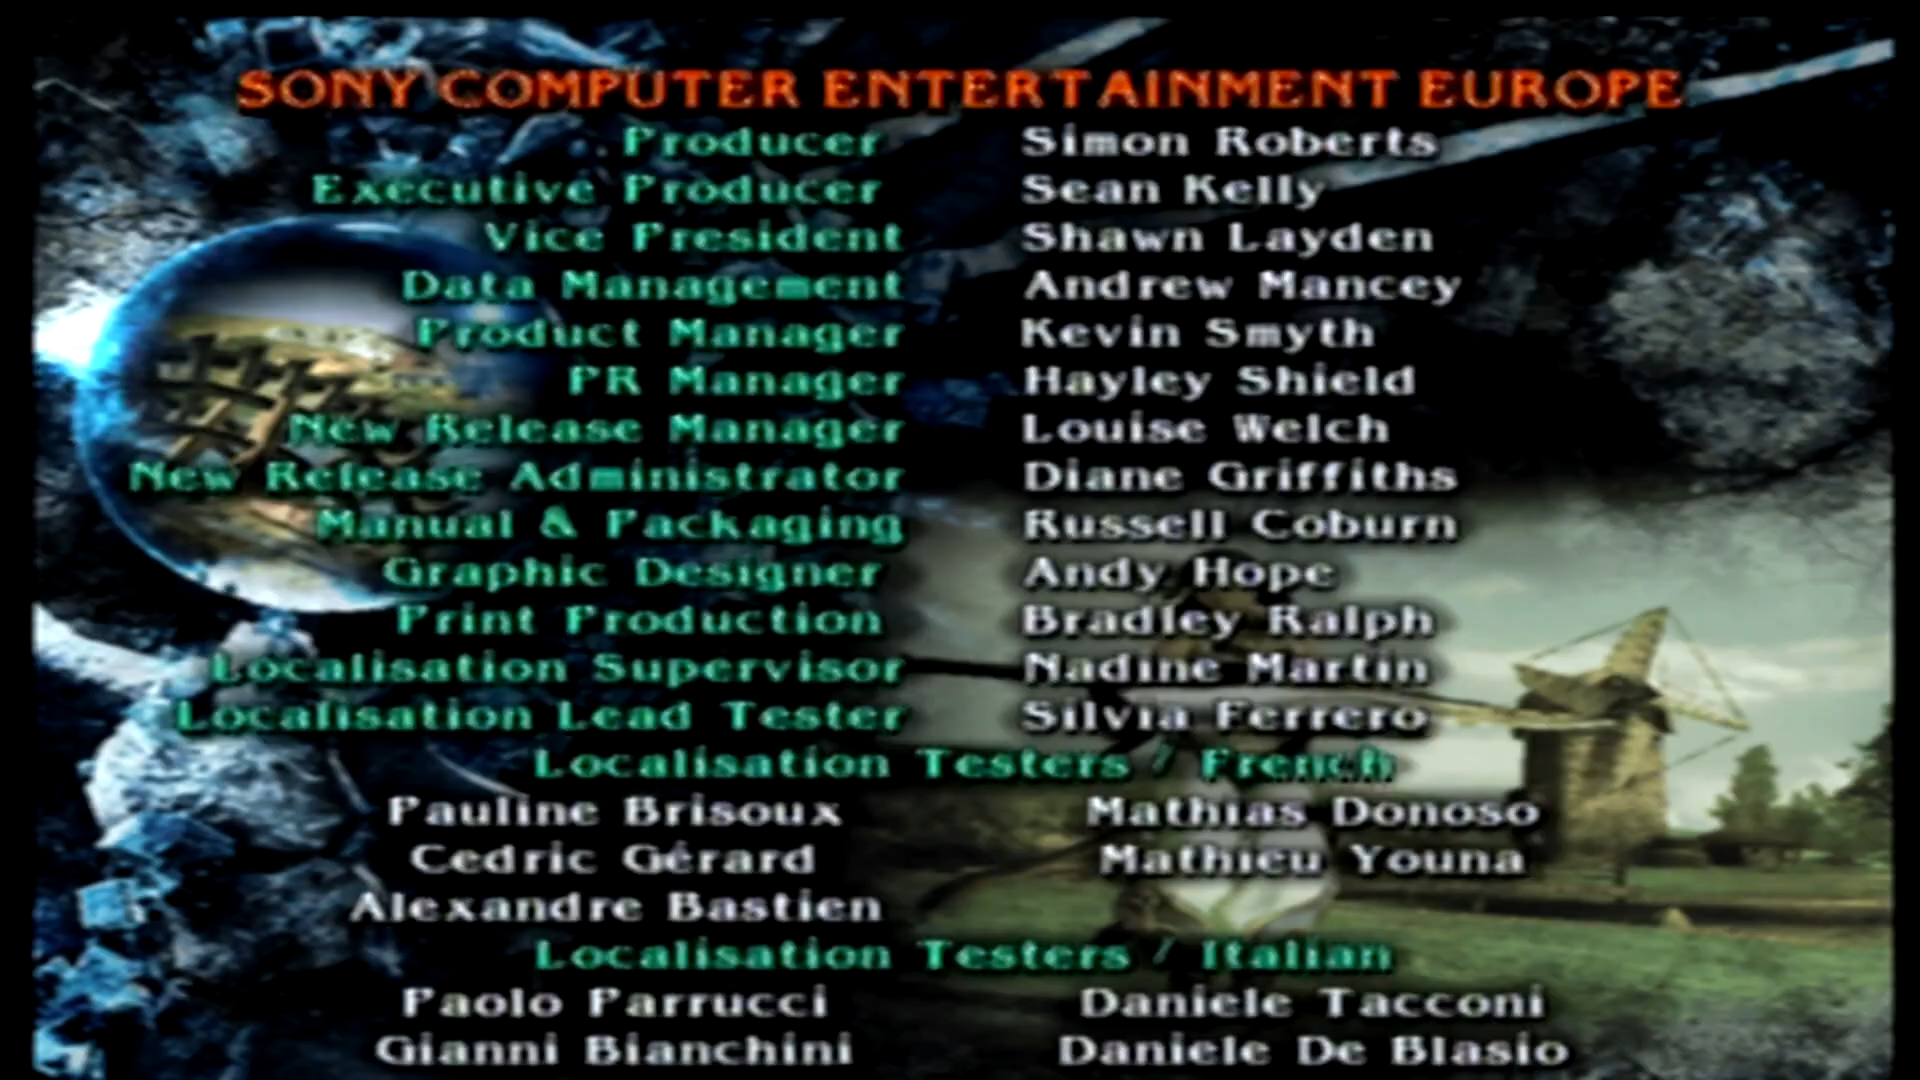 SONY COMPUTER ENTERTAINMENT EUROPE
Producer Simon Roberts
Executive Producer Sean Kelly
Vice President Shawn Layden
Data Management Andrew Mancey
Product Manager Kevin Smyth
PR Manager Hayley Shield
New Release Manager Louise Welch
New Release Administrator Diane Griffiths
Manual & Packaging Russell Coburn
Graphic Designer Andy Hope
Print Production Bradley Ralph
Localisation Supervisor Nadine Martin
Localisation Lead Tester Silvia Ferrero
Localisation Testers / French
Pauline Brisoux Mathias Donoso
Cedric Gérard Mathieu Youna
Alexandre Bastien
Localisation Testers / Italian
Paolo Parrucci Daniele Tacconi
Gianni Bianchini Daniele De Blasio